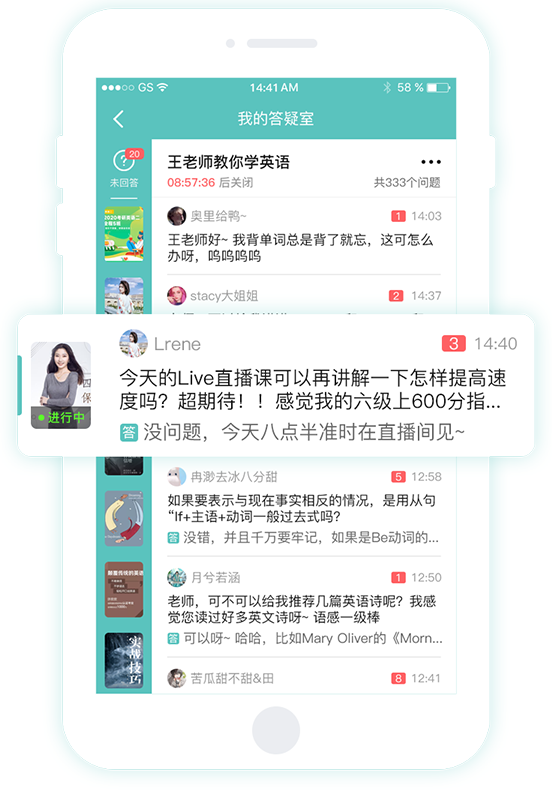 GS 14:41 AM 58 %
我的答疑室
20
未回答
王老师教你学英语
08:57:36 后关闭 共333个问题
奥里给鸭~ 1 14:03
王老师好~ 我背单词总是背了就忘，这可怎么
办呀，呜呜呜呜
stacy大姐姐 2 14:37
Lrene 3 14:40
今天的Live直播课可以再讲解一下怎样提高速
度吗？超期待！！感觉我的六级上600分指...
进行中
答 没问题，今天八点半准时在直播间见~
冉渺去冰八分甜 5 12:58
如果要表示与现在事实相反的情况，是用从句
“If+主语+动词一般过去式吗?
答 没错，并且千万要牢记，如果是Be动词的...
月兮若涵 1 12:50
老师，可不可以给我推荐几篇英语诗呢？我感
觉您读过好多英文诗呀~ 语感一级棒
答 可以呀~ 哈哈，比如Mary Oliver的《Morn...
实战
技巧
苦瓜甜不甜&田 8 12:41